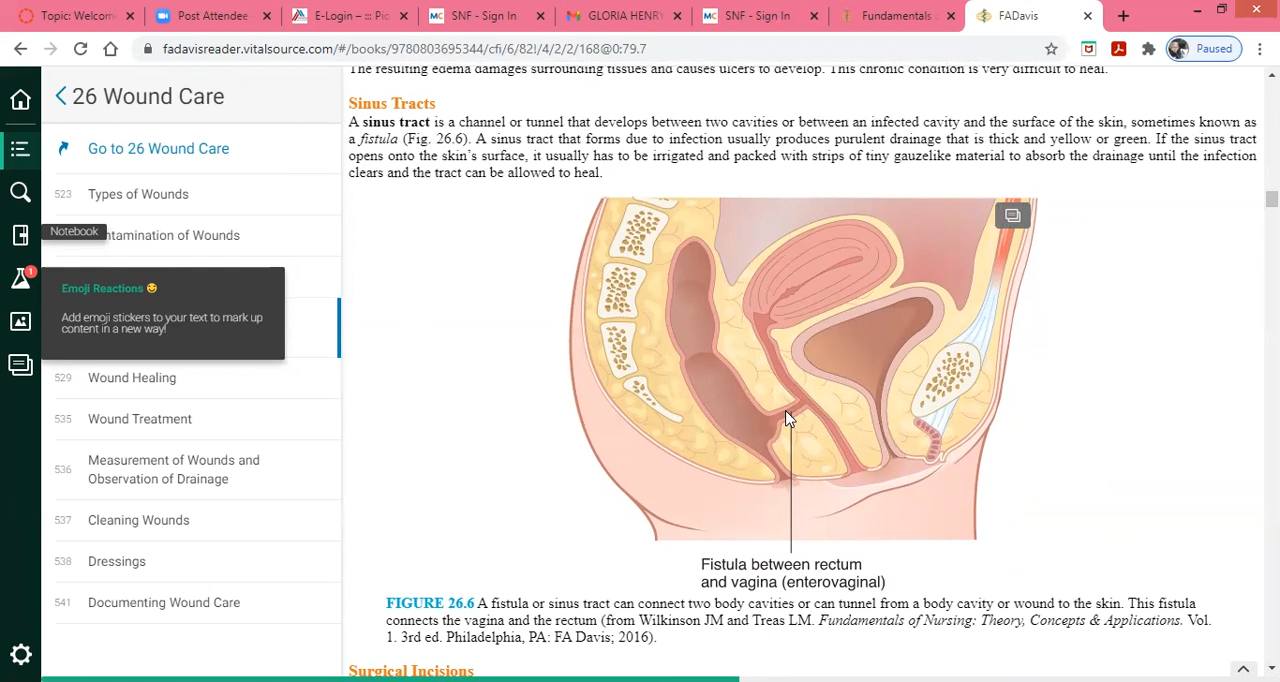 Topic: Welcom
Post Attendee
E-Login – ::: Pic
SNF - Sign In
GLORIA HENRY
SNF - Sign In
Fundamentals
FADavis
fadavisreader.vitalsource.com/#/books/9780803695344/cfi/6/82!/4/2/2/168@0:79.7
Paused
26 Wound Care
Go to 26 Wound Care
523 Types of Wounds
Notebook
ntamination of Wounds
1
Emoji Reactions 😀
Add emoji stickers to your text to mark up
content in a new way!
529 Wound Healing
535 Wound Treatment
536 Measurement of Wounds and
Observation of Drainage
537 Cleaning Wounds
538 Dressings
541 Documenting Wound Care
The resulting edema damages surrounding tissues and causes ulcers to develop. This chronic condition is very difficult to heal.
Sinus Tracts
A sinus tract is a channel or tunnel that develops between two cavities or between an infected cavity and the surface of the skin, sometimes known as
a fistula (Fig. 26.6). A sinus tract that forms due to infection usually produces purulent drainage that is thick and yellow or green. If the sinus tract
opens onto the skin's surface, it usually has to be irrigated and packed with strips of tiny gauzelike material to absorb the drainage until the infection
clears and the tract can be allowed to heal.
Fistula between rectum
and vagina (enterovaginal)
FIGURE 26.6 A fistula or sinus tract can connect two body cavities or can tunnel from a body cavity or wound to the skin. This fistula
connects the vagina and the rectum (from Wilkinson JM and Treas LM. Fundamentals of Nursing: Theory, Concepts & Applications. Vol.
1. 3rd ed. Philadelphia, PA: FA Davis; 2016).
Surgical Incisions